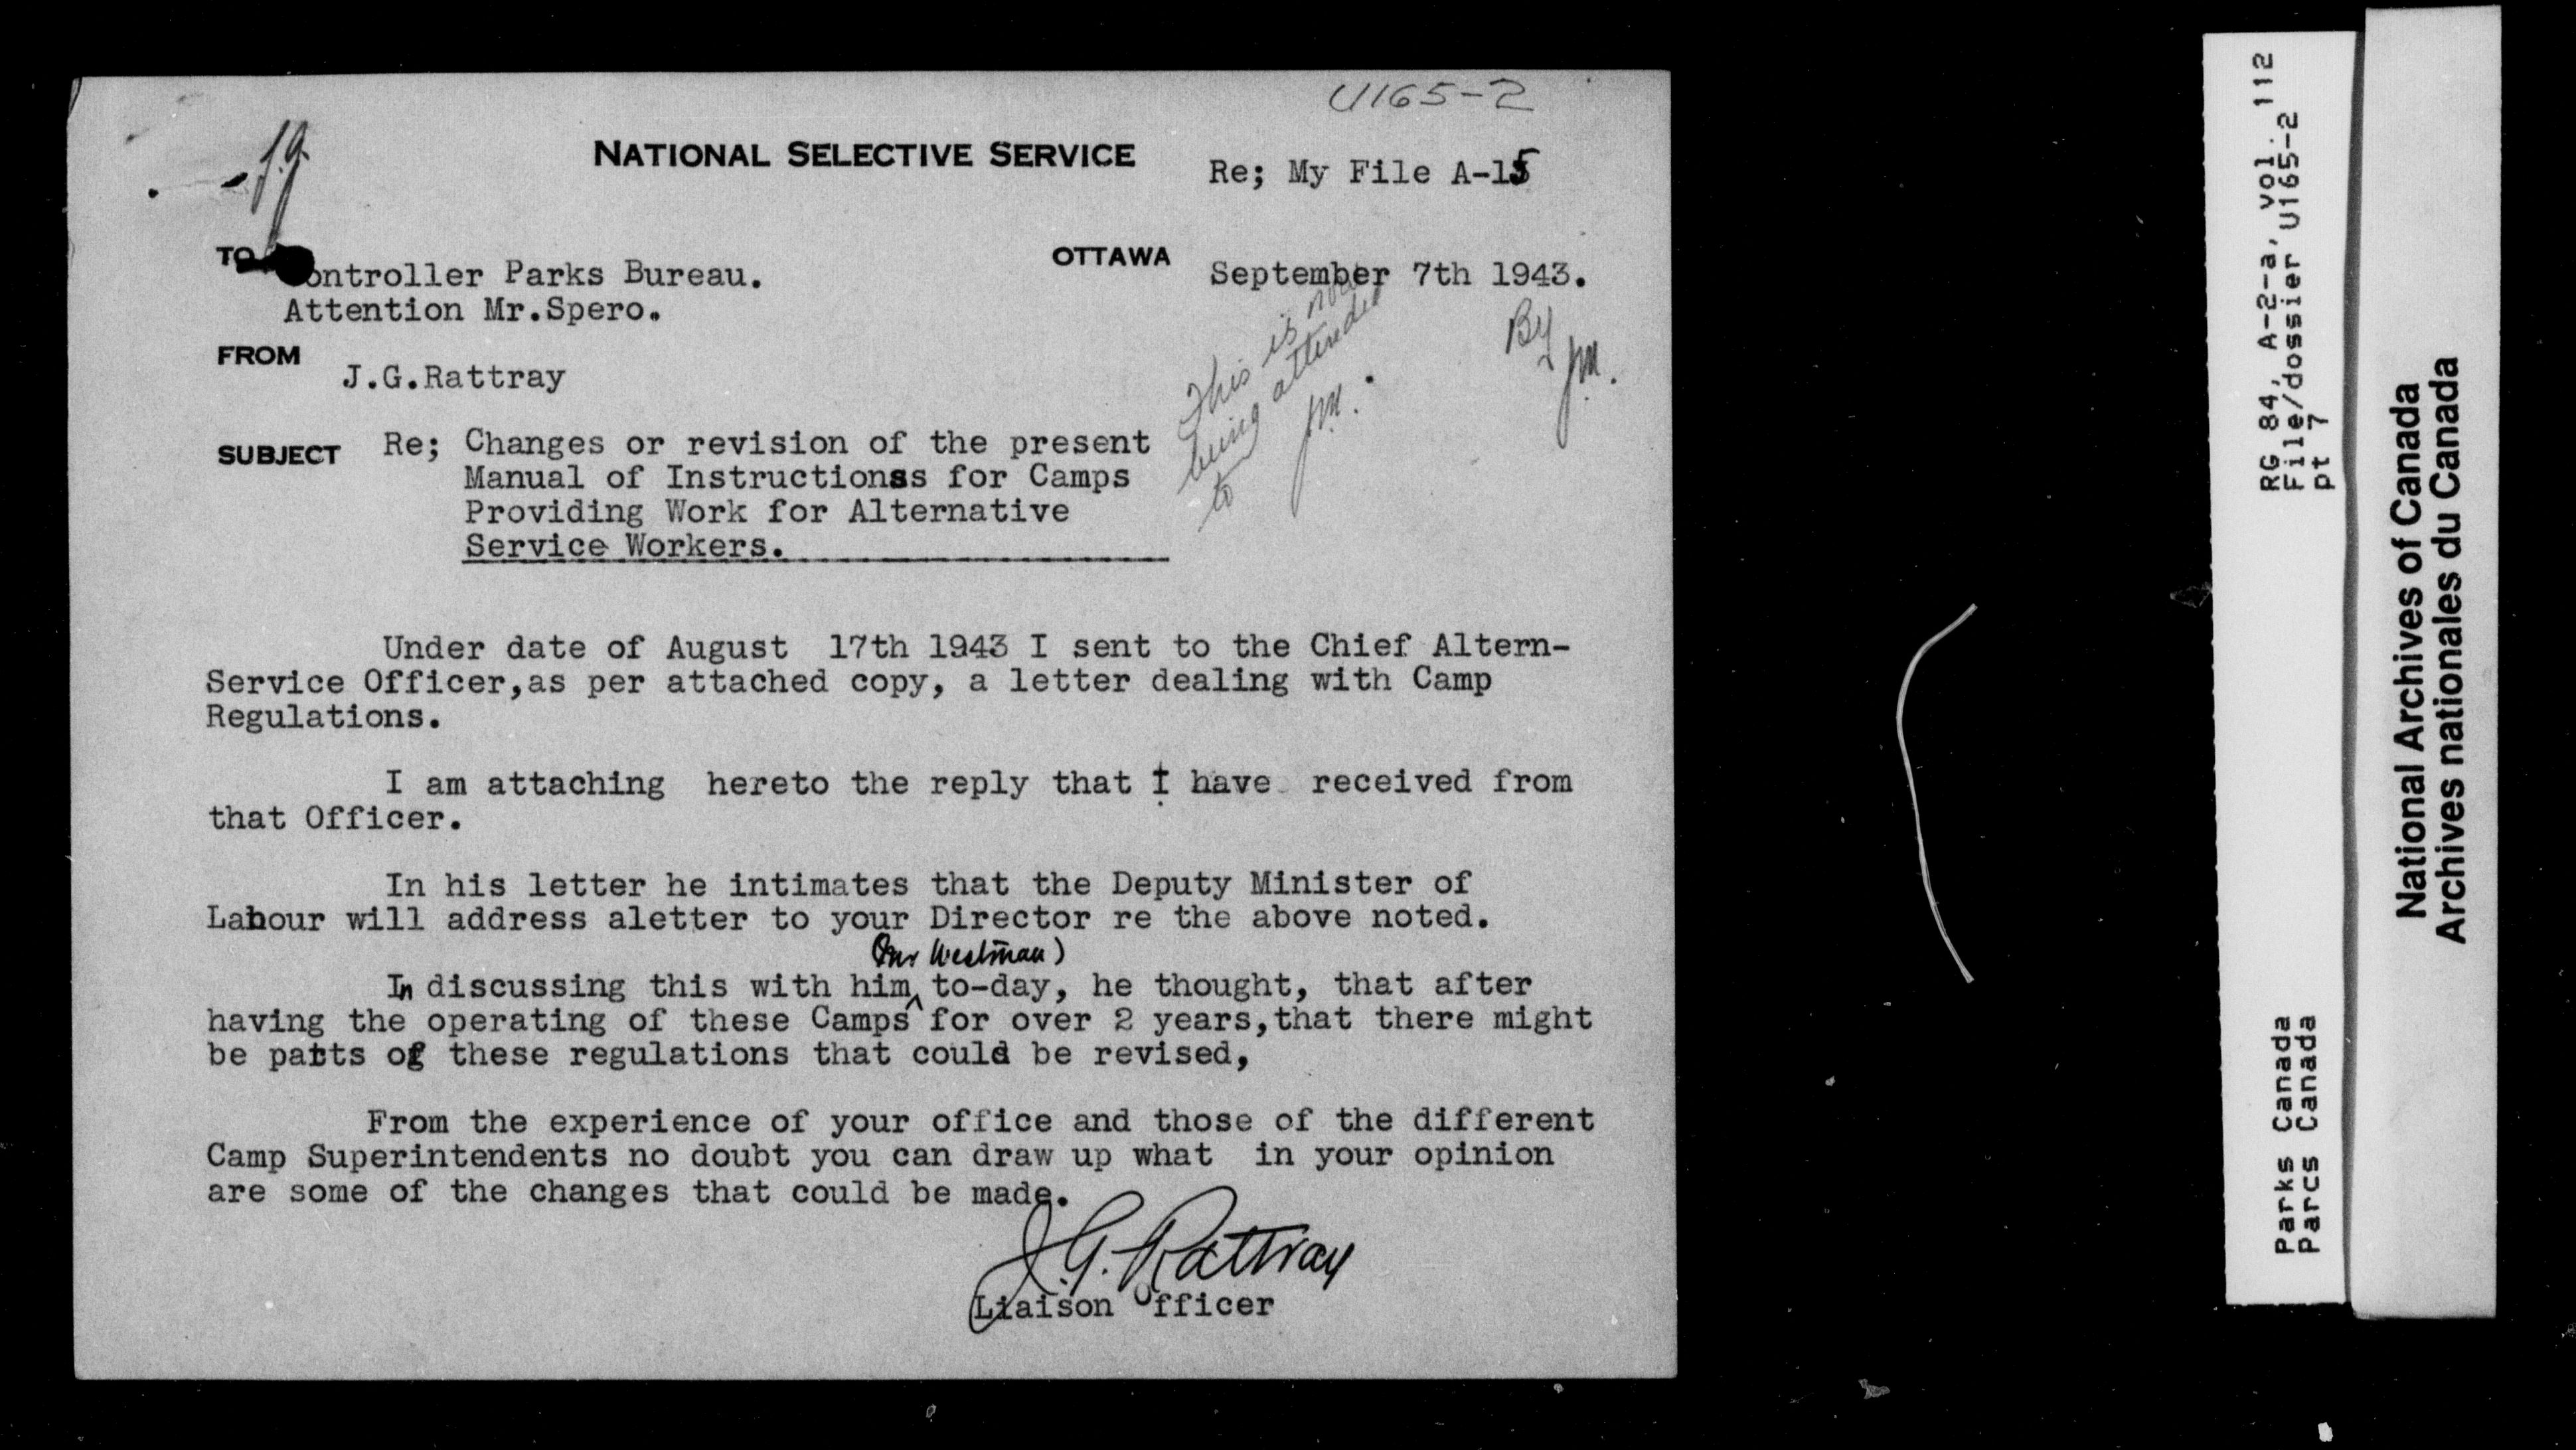 U165-2
NATIONAL SELECTIVE SERVICE
Re; My File A-15
TO
Controller Parks Bureau.
Attention Mr.Spero.
OTTAWA
September 7th 1943.
FROM
J.G.Rattray
This is now
being attended
to
JM.
By
JM.
SUBJECT
Re; Changes or revision of the present
Manual of Instructionss for Camps
Providing Work for Alternative
Service Workers.
Under date of August 17th 1943 I sent to the Chief Altern-
Service Officer,as per attached copy, a letter dealing with Camp
Regulations.
I am attaching hereto the reply that I have received from
that Officer.
In his letter he intimates that the Deputy Minister of
Labour will address aletter to your Director re the above noted.
(Mr Westman)
In discussing this with him ‸ to-day, he thought, that after
having the operating of these Camps for over 2 years,that there might
be parts of these regulations that could be revised,
From the experience of your office and those of the different
Camp Superintendents no doubt you can draw up what in your opinion
are some of the changes that could be made.
J.G. Rattray
Liaison Officer
RG 84, A-2-a, vol. 112
File/dossier U165-2
pt 7
Parks Canada
Parcs Canada
National Archives of Canada
Archives nationales du Canada